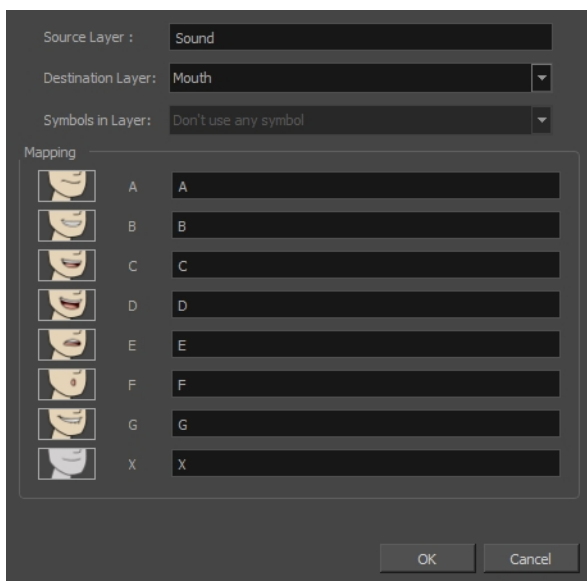 Source Layer : Sound
Destination Layer: Mouth
Symbols in Layer: Don't use any symbol
Mapping
A A
B B
C C
D D
E E
F F
G G
X X
OK Cancel